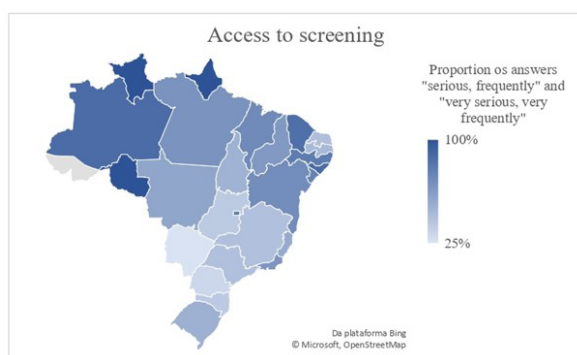 Access to screening
Proportion os answers
"serious, frequently" and
"very serious, very
frequently"
100%
25%
Da plataforma Bing
© Microsoft, OpenStreetMap